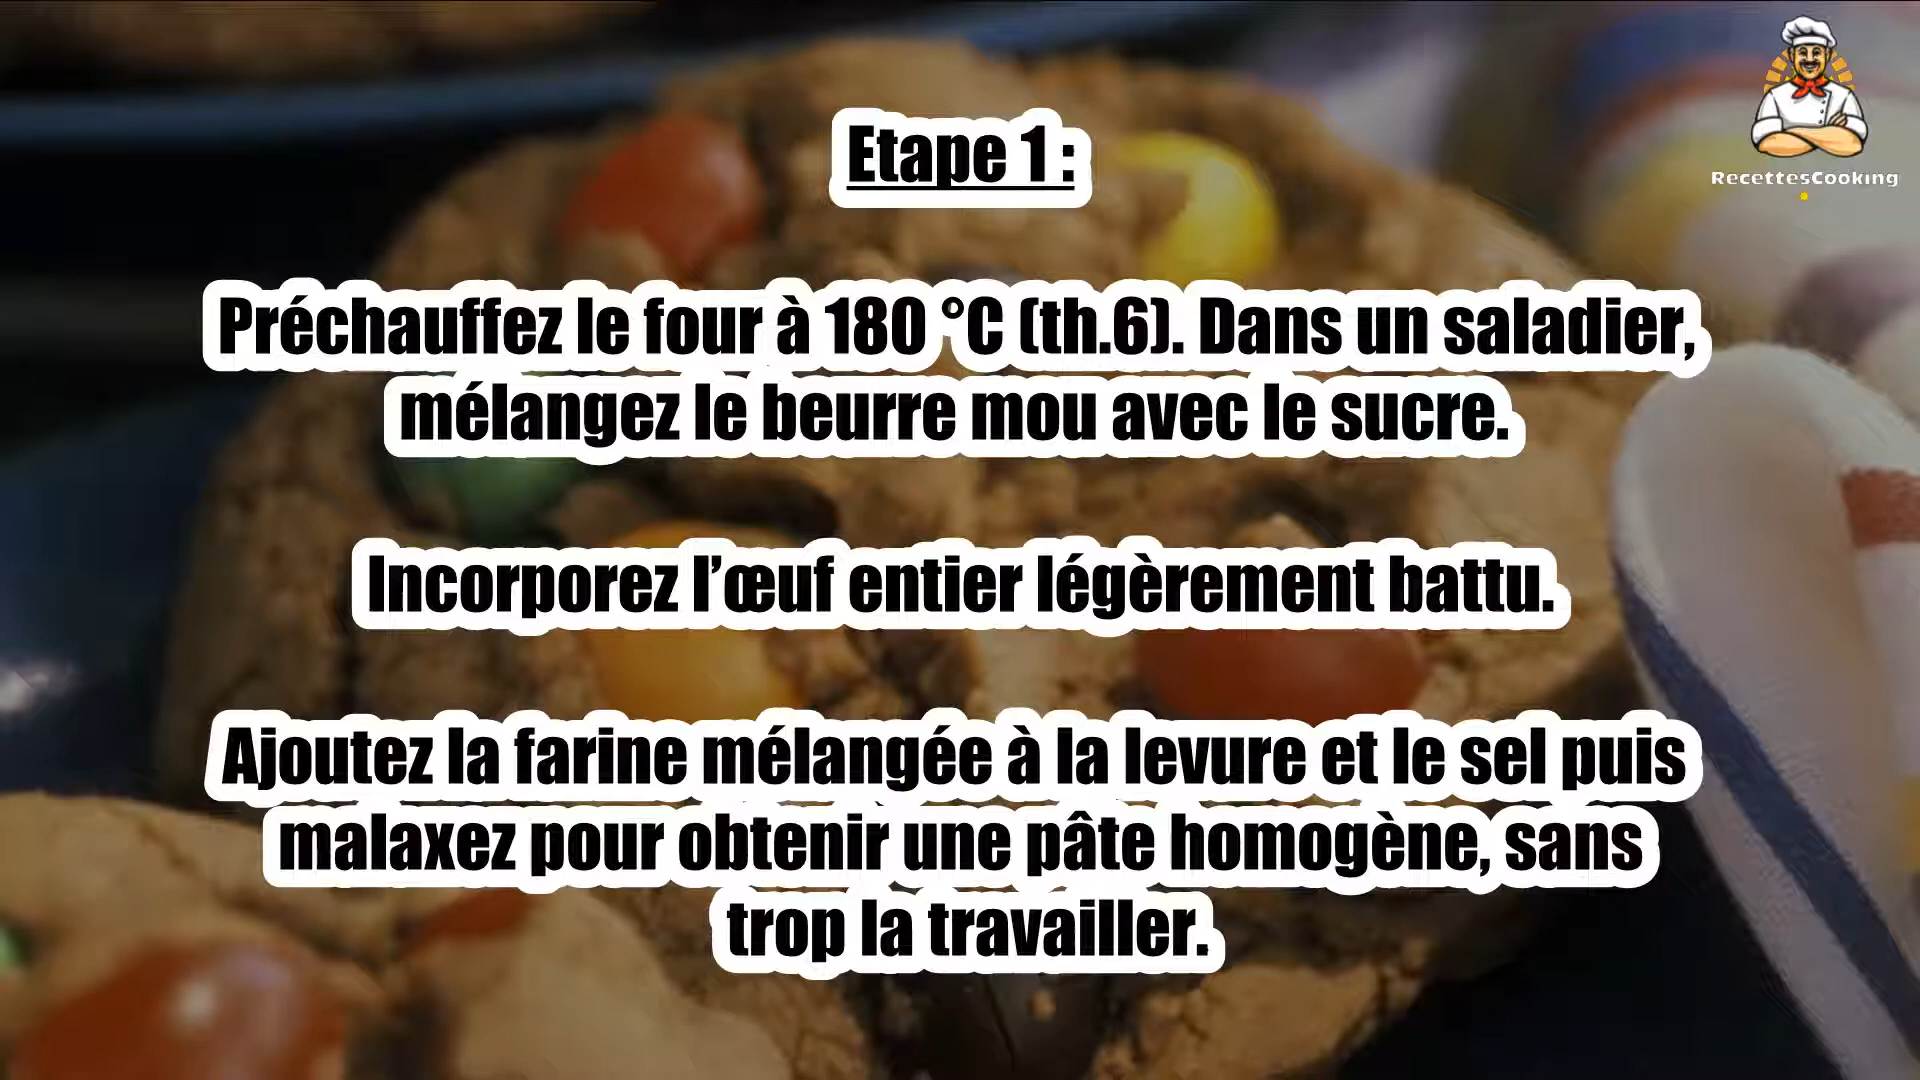 RecettesCooking
Etape 1 :
Préchauffez le four à 180 °C (th.6). Dans un saladier,
mélangez le beurre mou avec le sucre.
Incorporez l’œuf entier légèrement battu.
Ajoutez la farine mélangée à la levure et le sel puis
malaxez pour obtenir une pâte homogène, sans
trop la travailler.